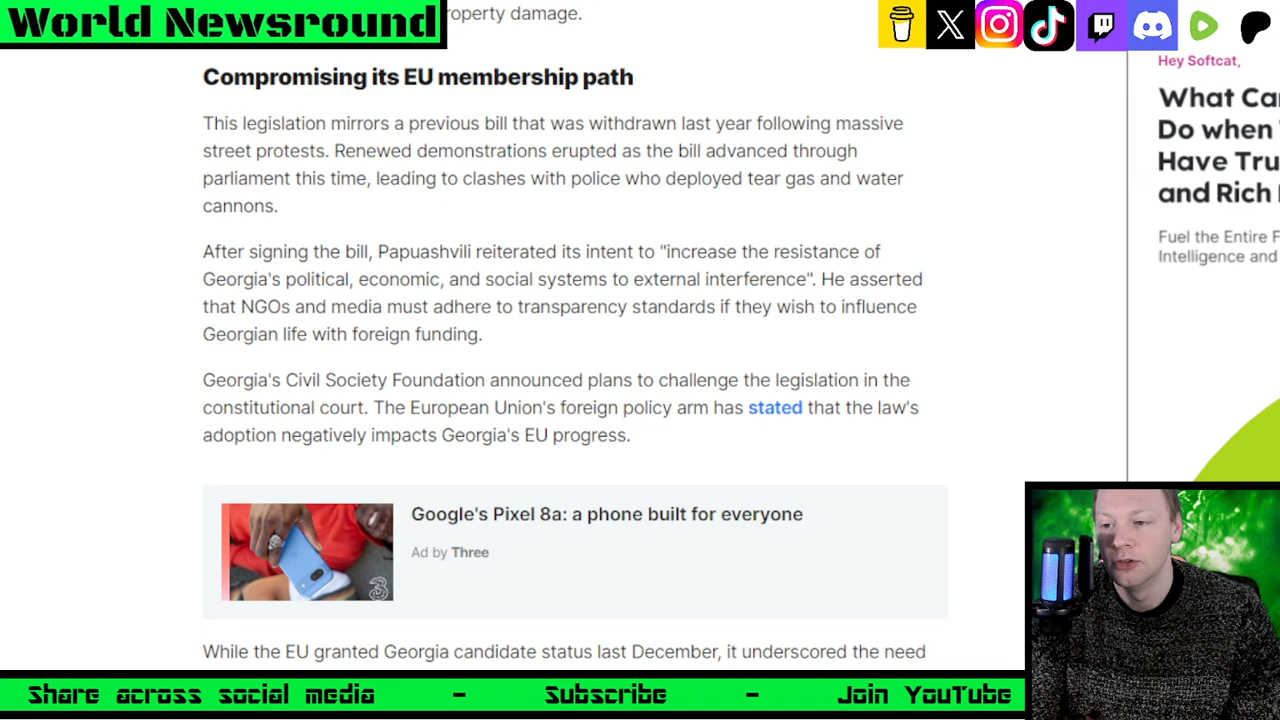 World Newsround
roperty damage.
Compromising its EU membership path
This legislation mirrors a previous bill that was withdrawn last year following massive
street protests. Renewed demonstrations erupted as the bill advanced through
parliament this time, leading to clashes with police who deployed tear gas and water
cannons.
After signing the bill, Papuashvili reiterated its intent to "increase the resistance of
Georgia's political, economic, and social systems to external interference". He asserted
that NGOs and media must adhere to transparency standards if they wish to influence
Georgian life with foreign funding.
Georgia's Civil Society Foundation announced plans to challenge the legislation in the
constitutional court. The European Union's foreign policy arm has stated that the law's
adoption negatively impacts Georgia's EU progress.
Google's Pixel 8a: a phone built for everyone
Ad by Three
While the EU granted Georgia candidate status last December, it underscored the need
Hey Softcat,
What Ca
Do when
Have Tru
and Rich
Fuel the Entire F
Intelligence and
Share across social media - Subscribe - Join YouTube